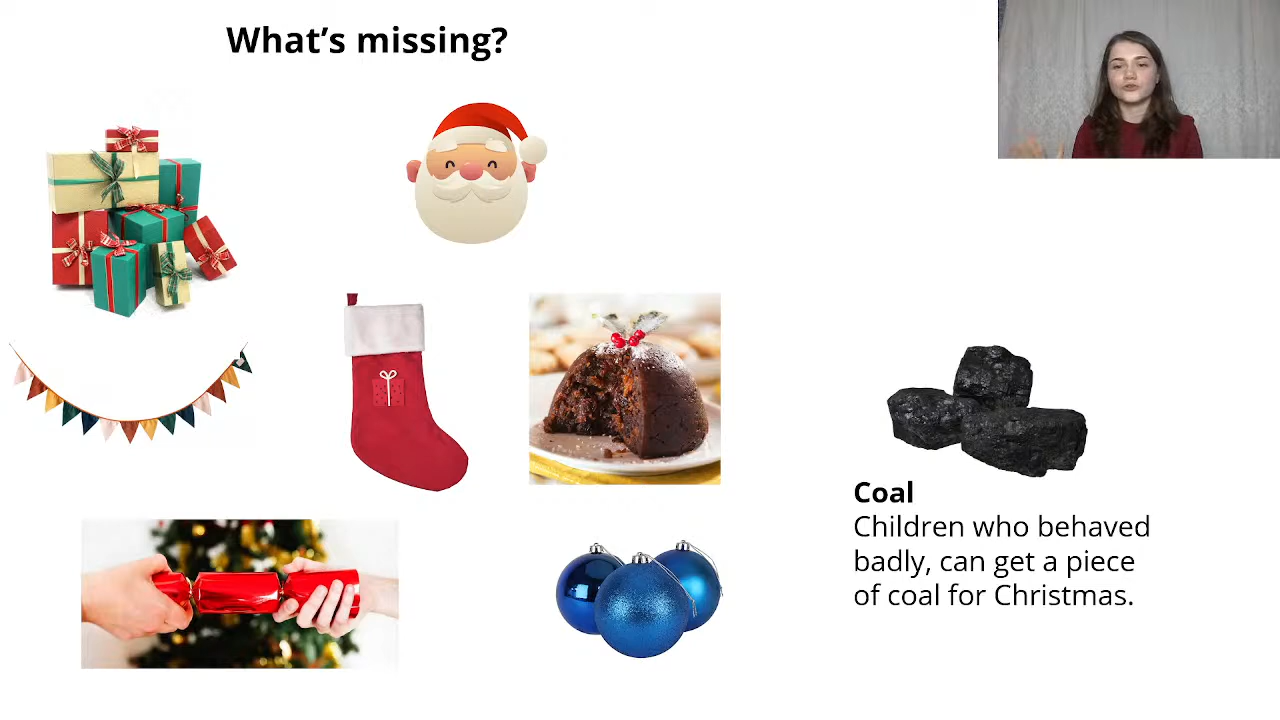 What's missing?
Coal
Children who behaved
badly, can get a piece
of coal for Christmas.